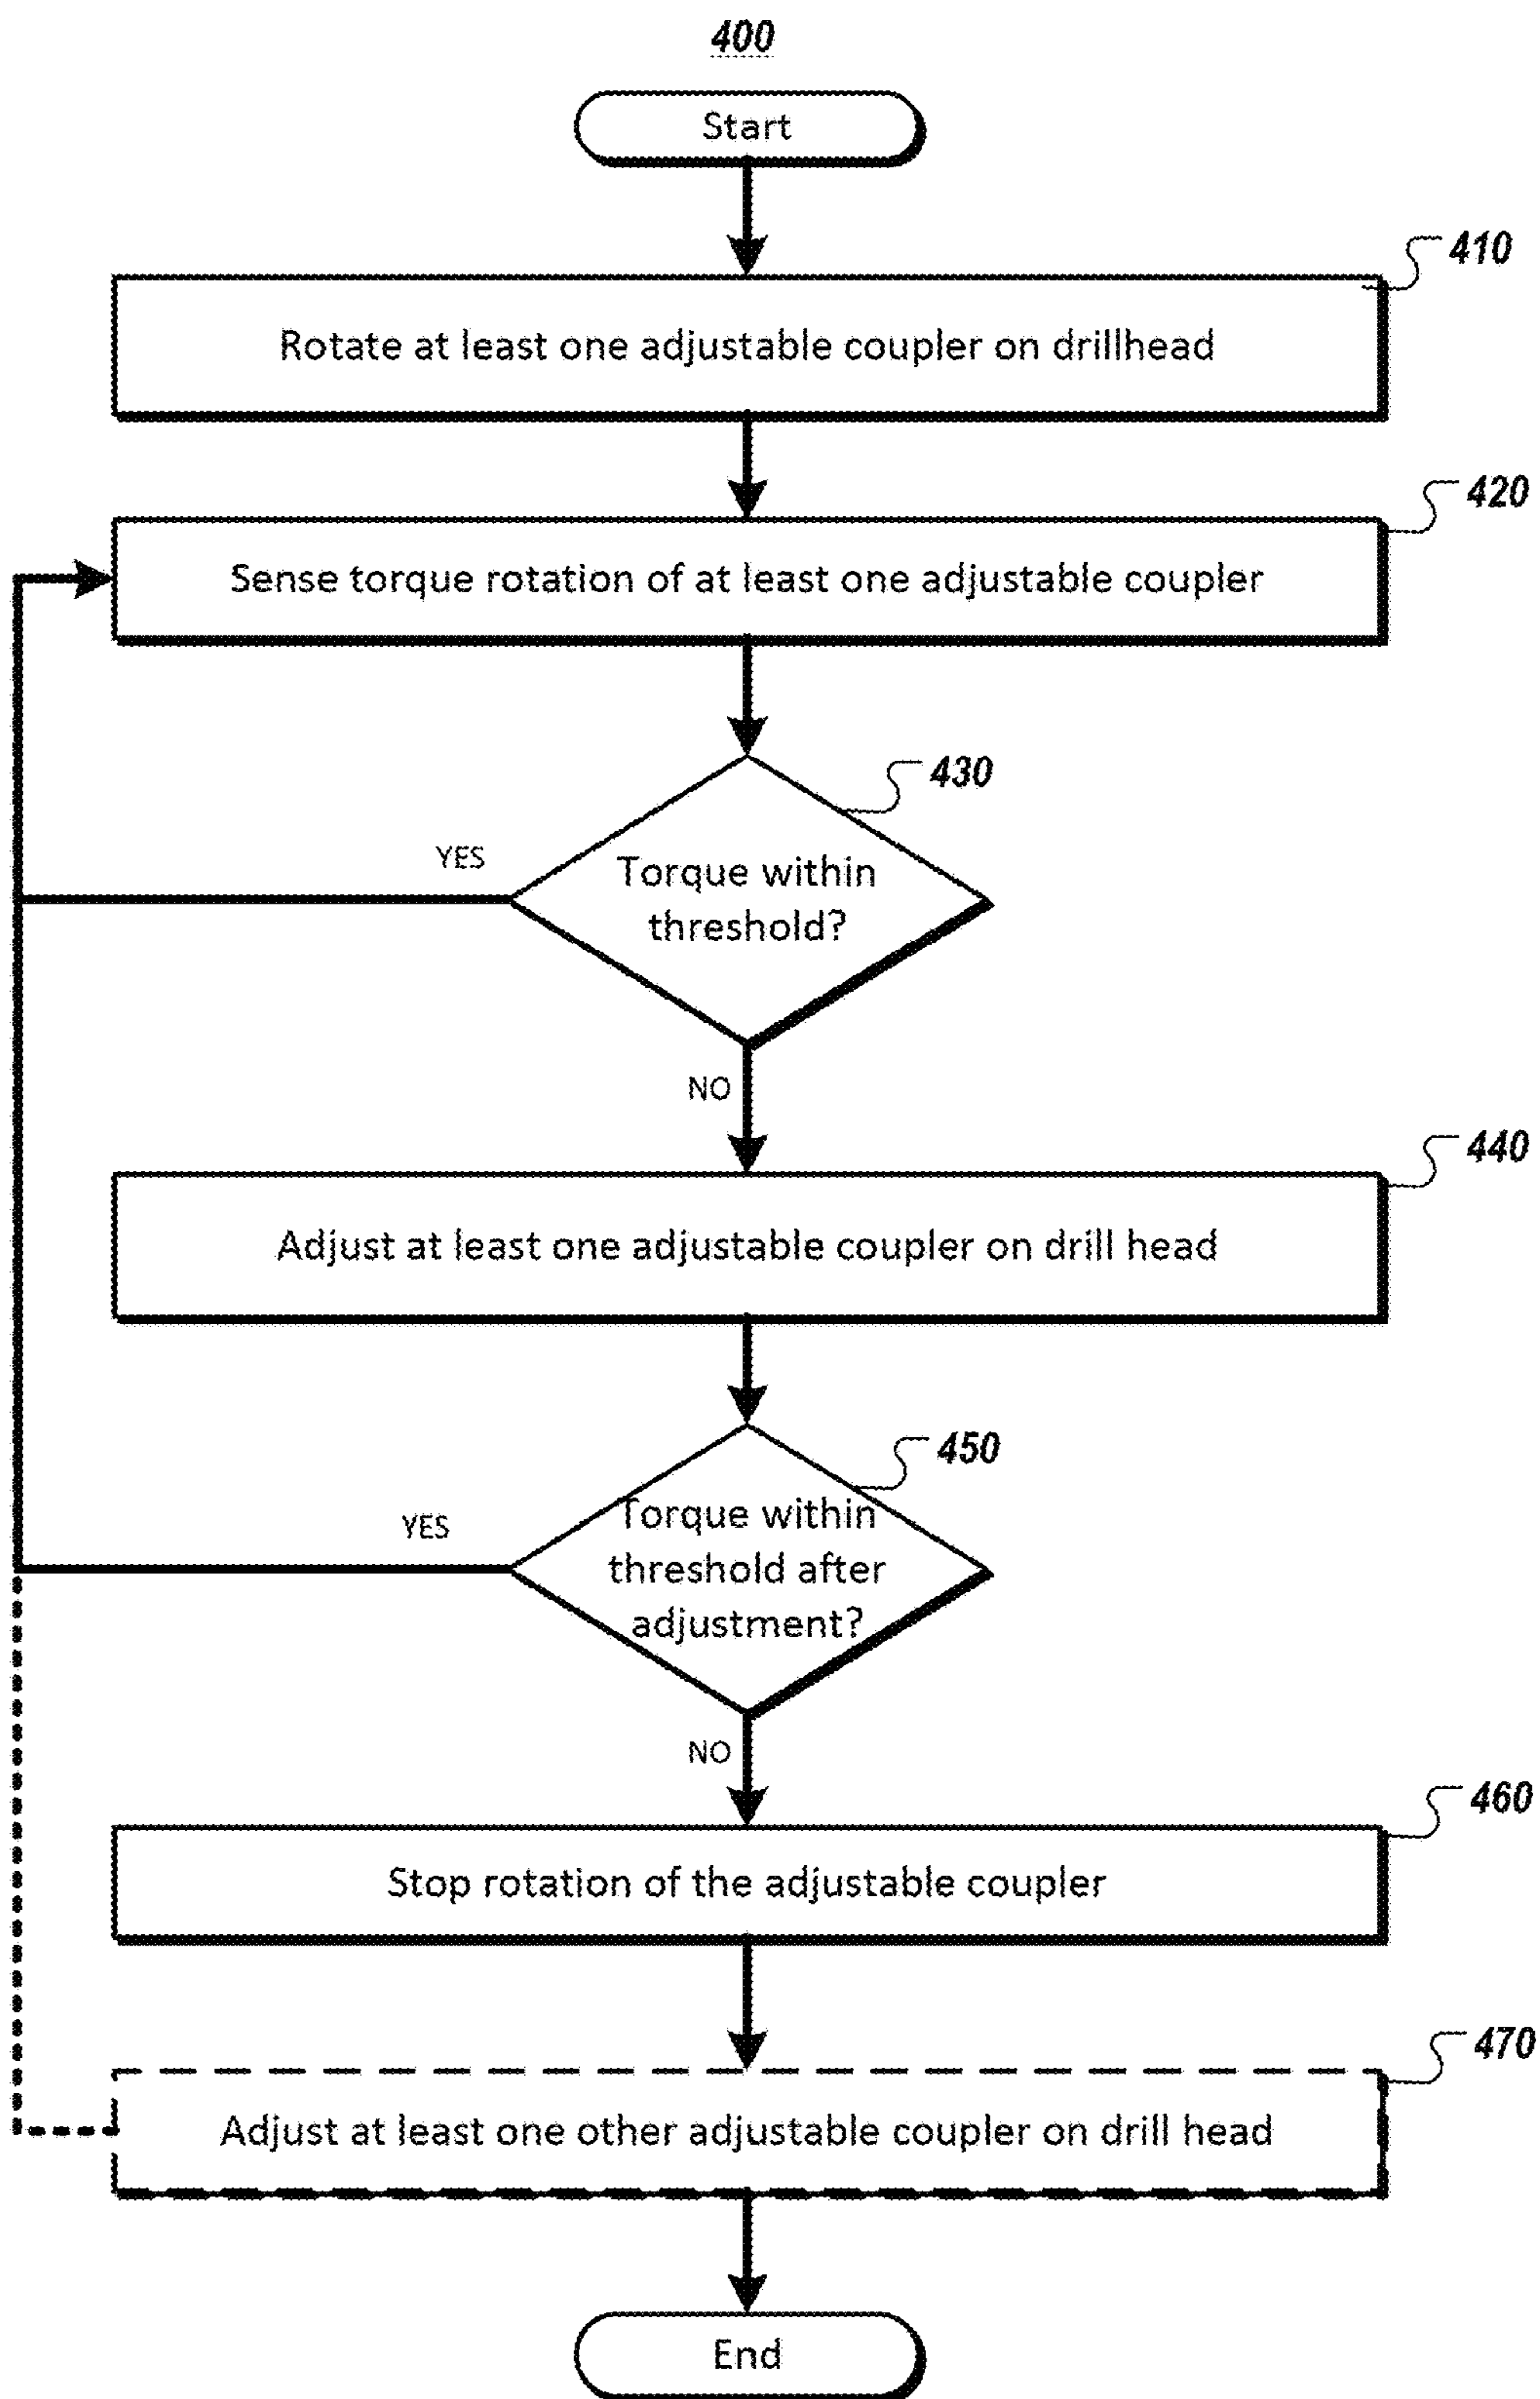 400
Start
410
Rotate at least one adjustable coupler on drillhead
420
Sense torque rotation of at least one adjustable coupler
430
YES
Torque within
threshold?
NO
440
Adjust at least one adjustable coupler on drill head
450
YES
Torque within
threshold after
adjustment?
NO
460
Stop rotation of the adjustable coupler
470
Adjust at least one other adjustable coupler on drill head
End